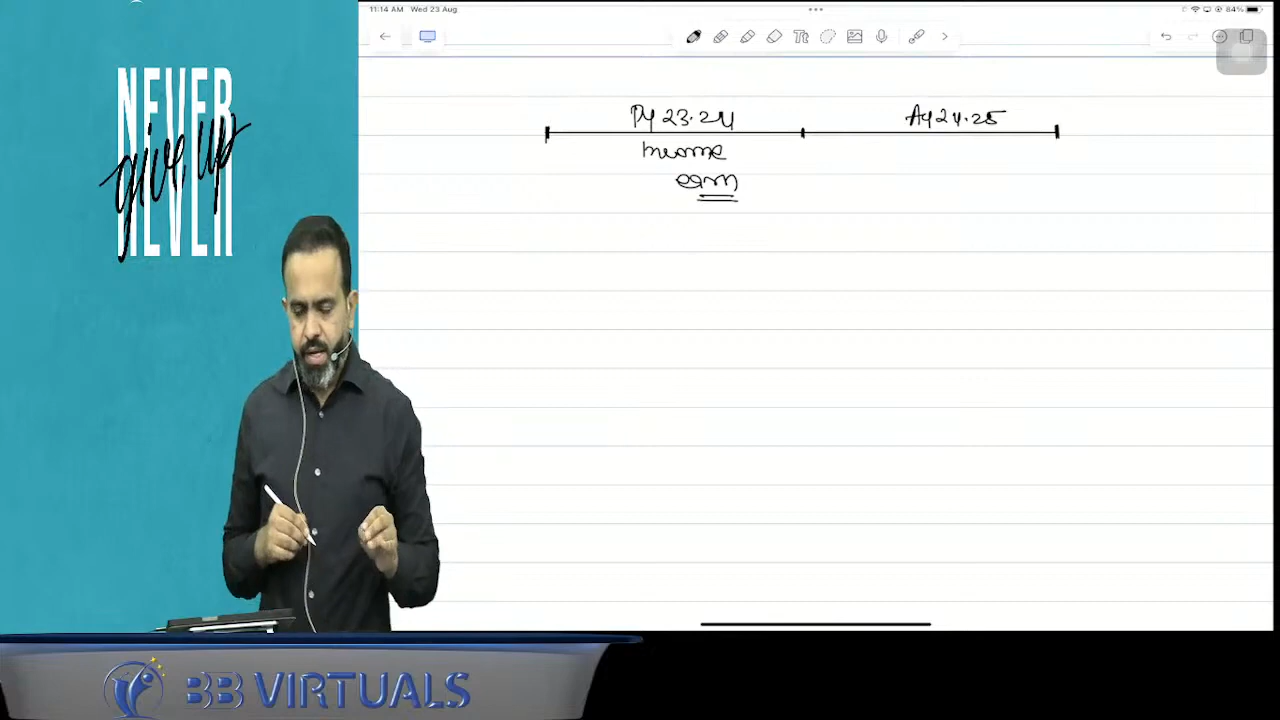 11:14 AM Wed 23 Aug
84%
NEVER
give up
NEVER
PY 23.24
AY 24.25
Income
earn
BB VIRTUALS